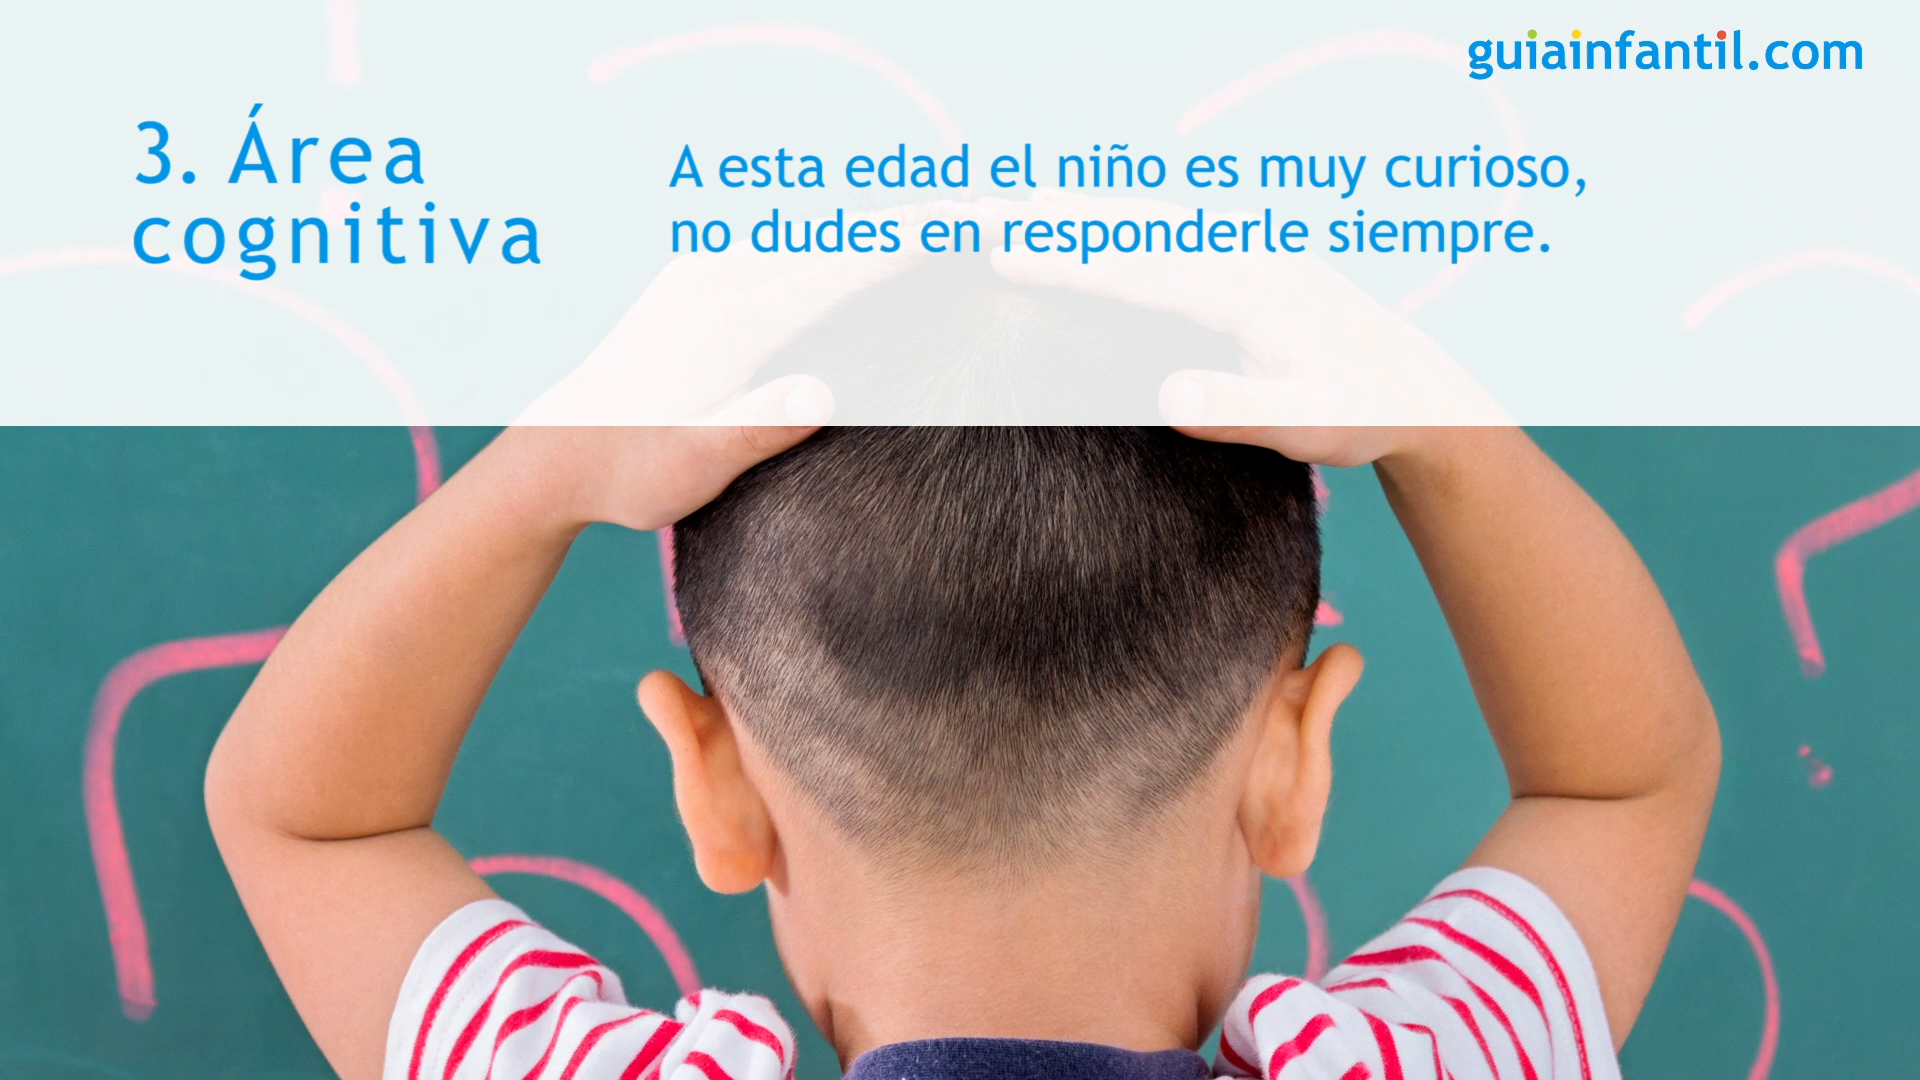 guiainfantil.com
3. Área
cognitiva
A esta edad el niño es muy curioso,
no dudes en responderle siempre.